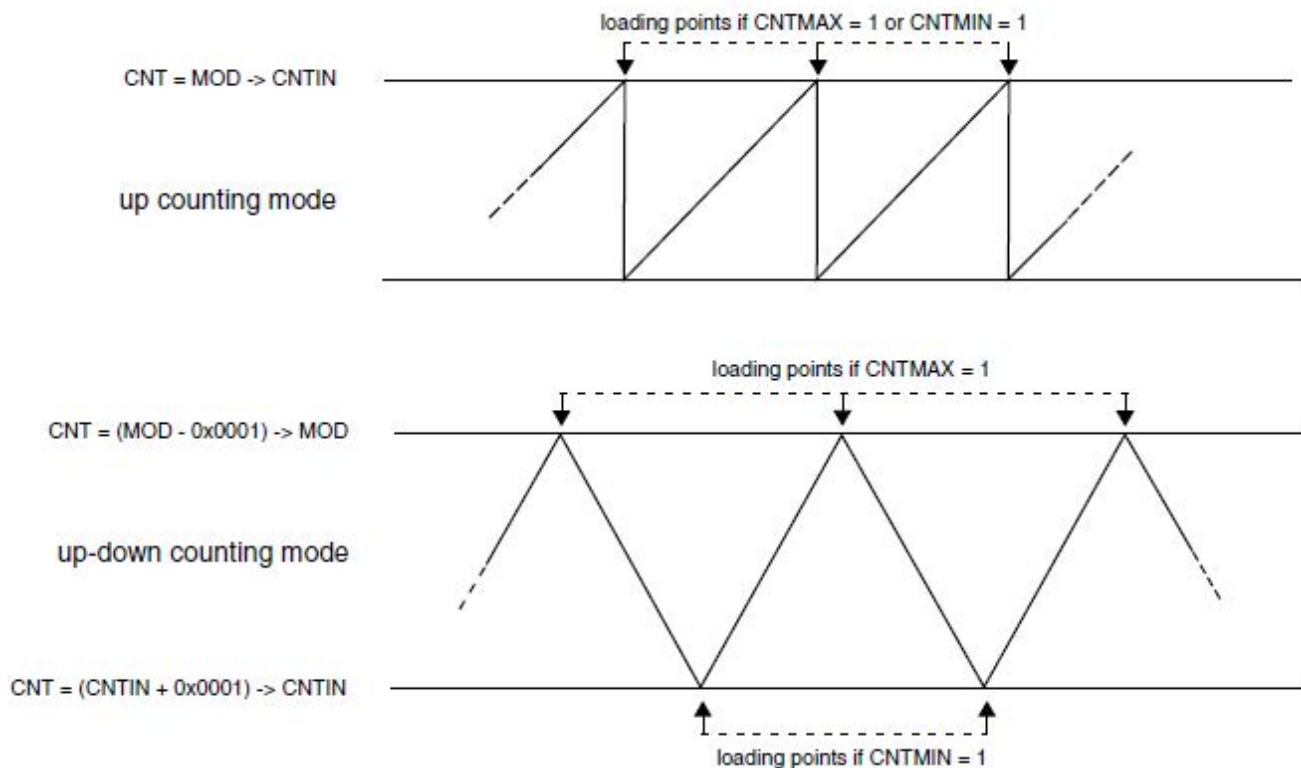 loading points if CNTMAX = 1 or CNTMIN = 1
CNT = MOD -> CNTIN
up counting mode
loading points if CNTMAX = 1
CNT = (MOD - 0x0001) -> MOD
up-down counting mode
CNT = (CNTIN + 0x0001) -> CNTIN
loading points if CNTMIN = 1